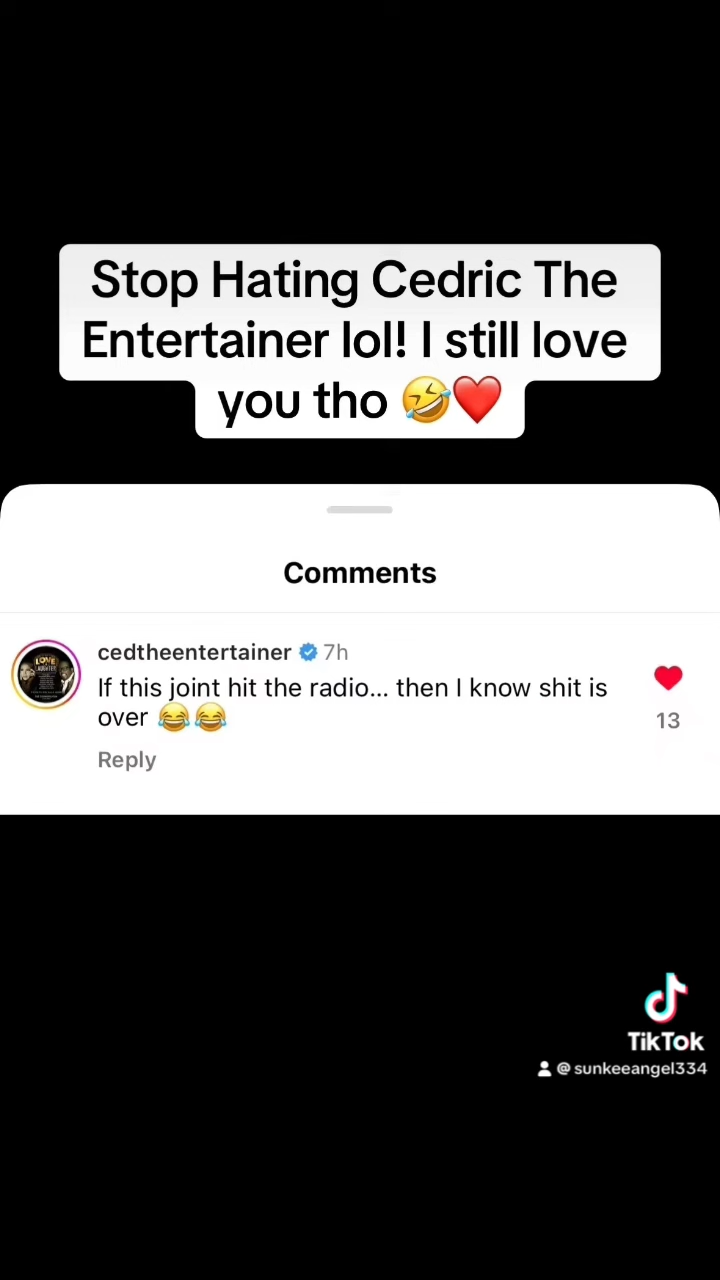 Stop Hating Cedric The
Entertainer lol! I still love
you tho 🤣❤️
Comments
cedtheentertainer 7h
If this joint hit the radio... then I know shit is
over 😂😂
13
Reply
TikTok
@ sunkeeangel334